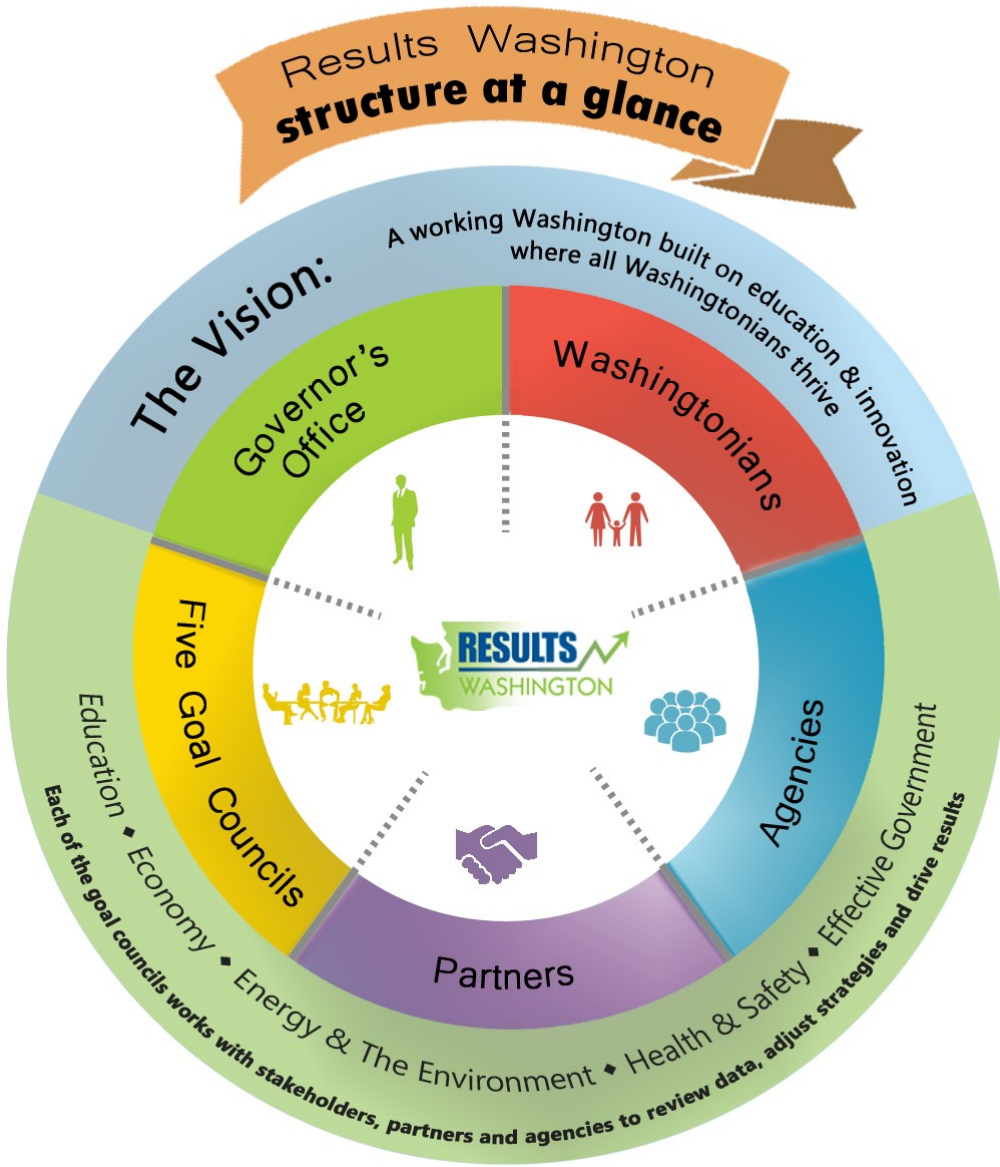 Results Washington
structure at a glance
The Vision:
A working Washington built on education & innovation
where all Washingtonians thrive
Governor's
Office
Washingtonians
Five Goal Councils
Agencies
Partners
RESULTS
WASHINGTON
Education ◆ Economy ◆ Energy & The Environment ◆ Health & Safety ◆ Effective Government
Each of the goal councils works with stakeholders, partners and agencies to review data, adjust strategies and drive results